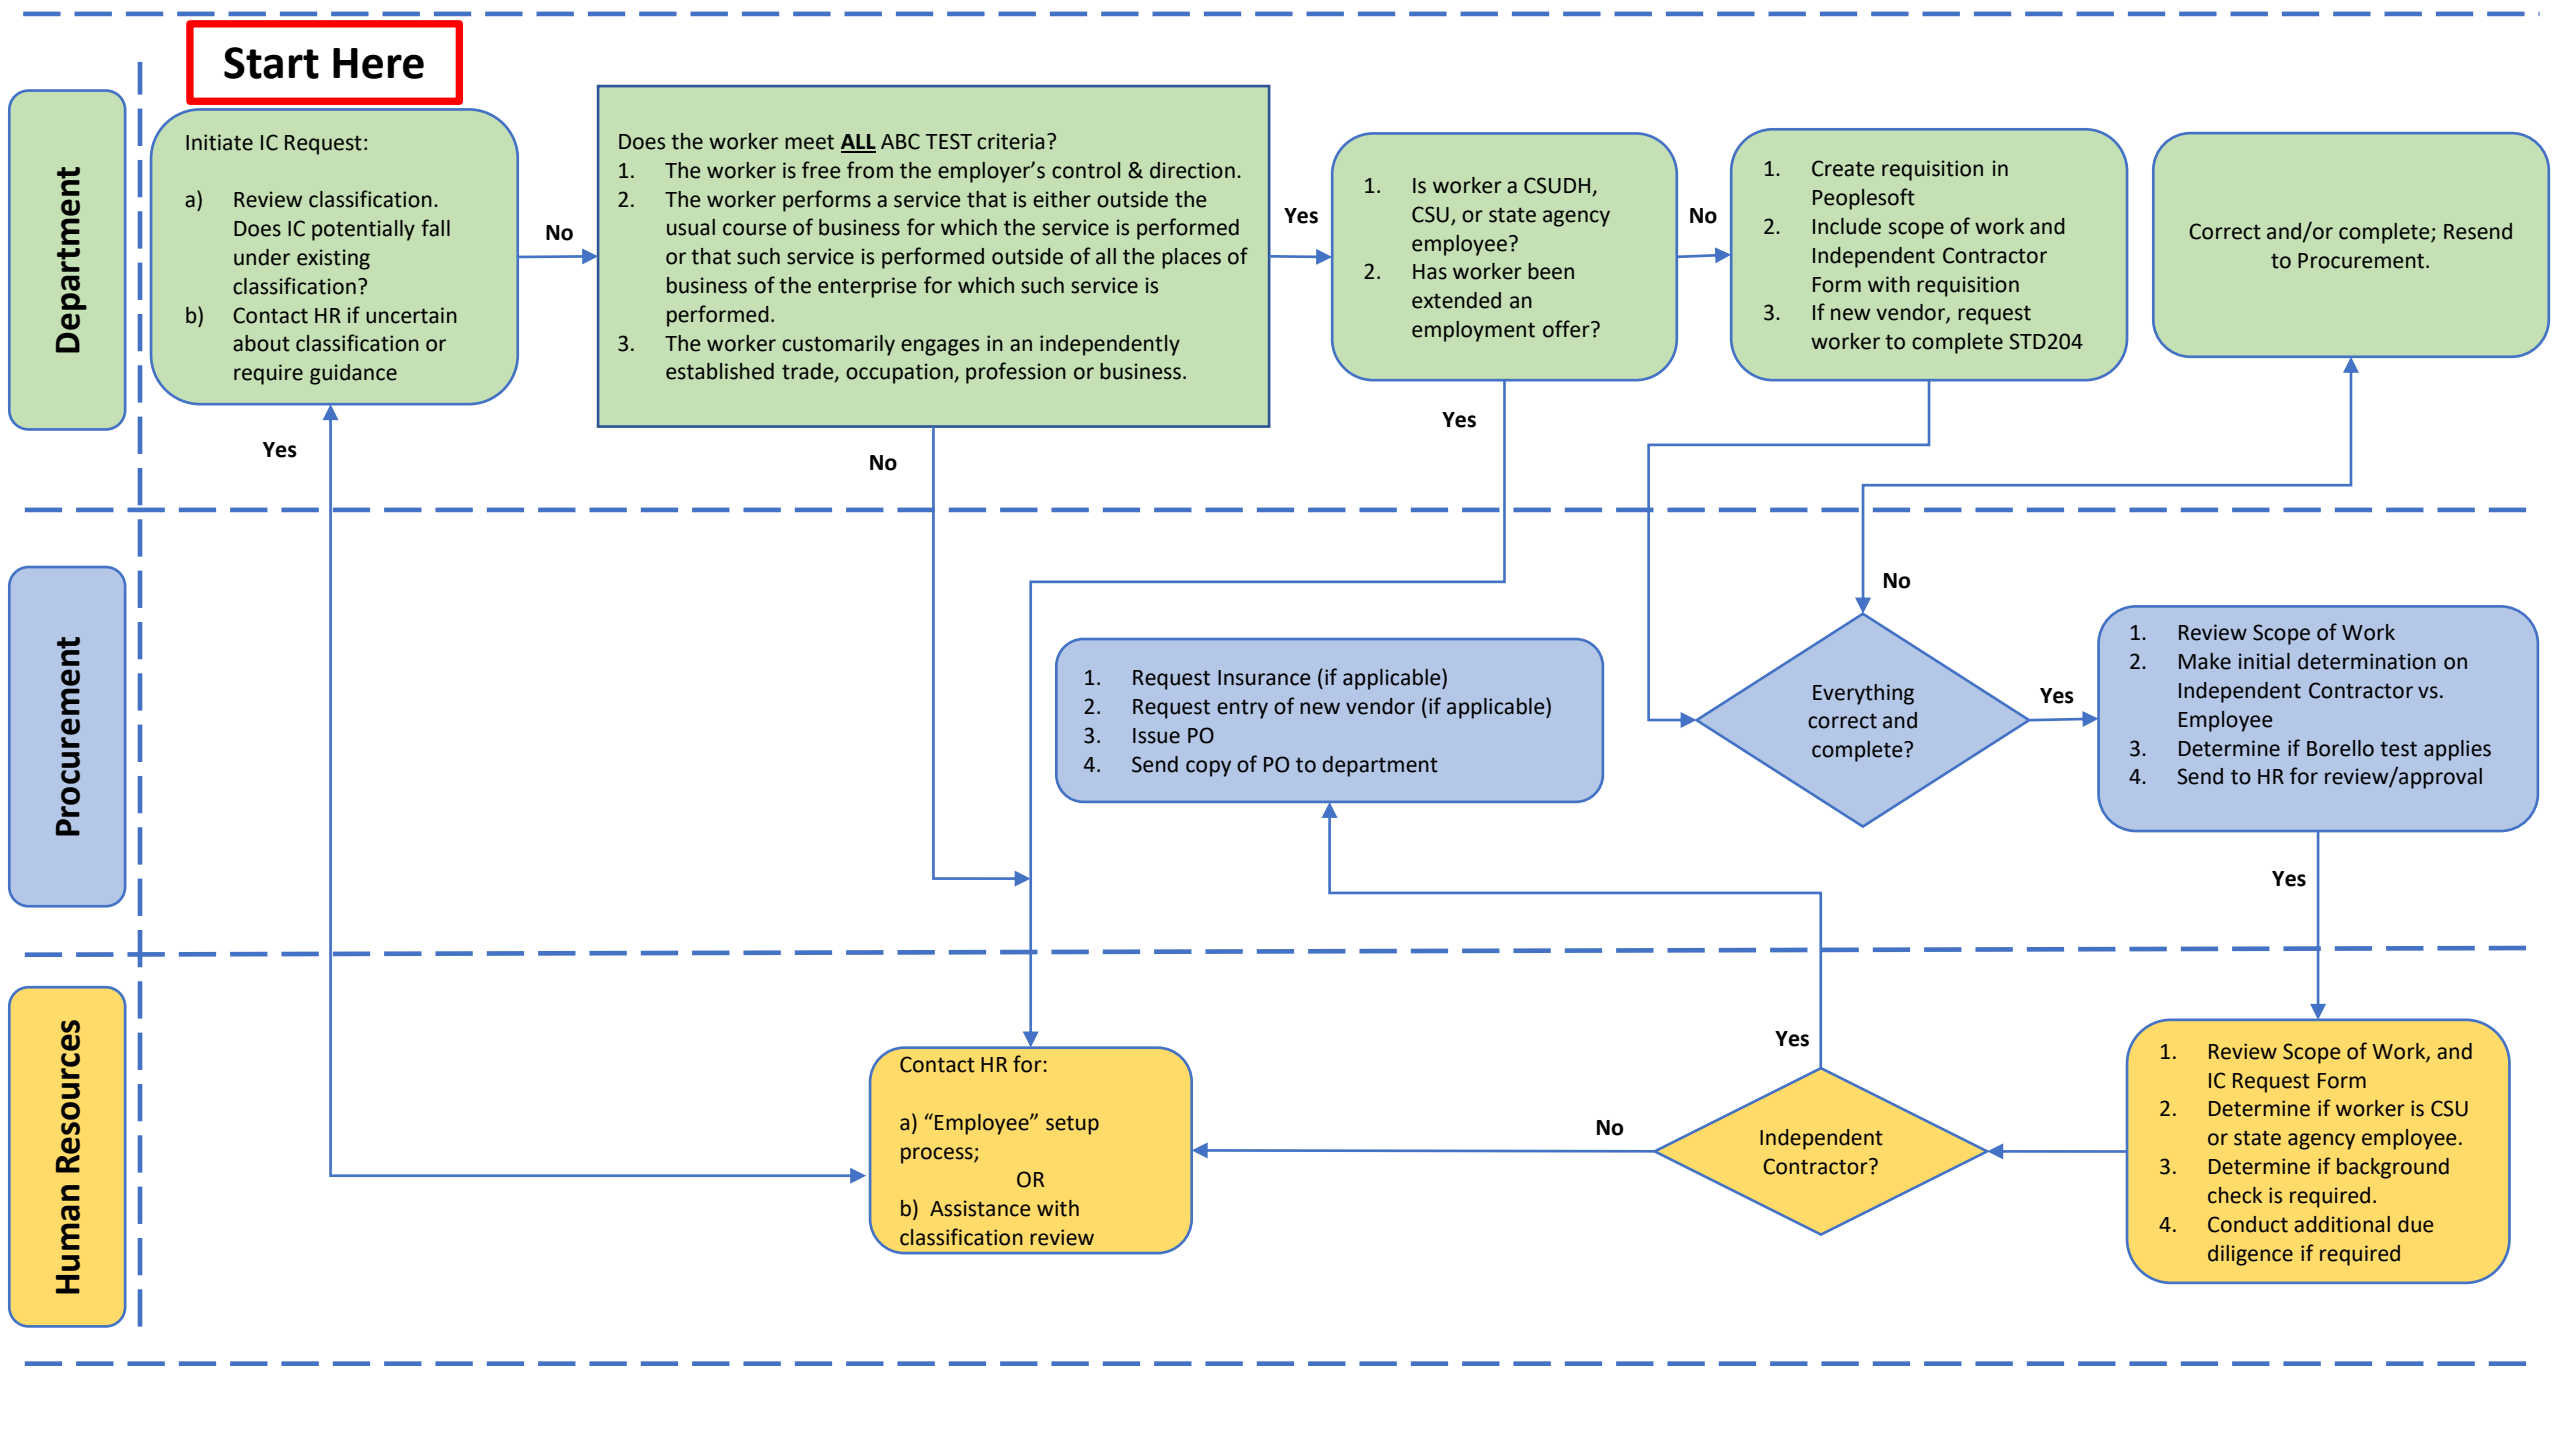 Start Here
Department
Initiate IC Request:
a) Review classification.
Does IC potentially fall
under existing
classification?
b) Contact HR if uncertain
about classification or
require guidance
No
Yes
Does the worker meet ALL ABC TEST criteria?
1. The worker is free from the employer’s control & direction.
2. The worker performs a service that is either outside the
usual course of business for which the service is performed
or that such service is performed outside of all the places of
business of the enterprise for which such service is
performed.
3. The worker customarily engages in an independently
established trade, occupation, profession or business.
Yes
No
1. Is worker a CSUDH,
CSU, or state agency
employee?
2. Has worker been
extended an
employment offer?
No
Yes
1. Create requisition in
Peoplesoft
2. Include scope of work and
Independent Contractor
Form with requisition
3. If new vendor, request
worker to complete STD204
Correct and/or complete; Resend
to Procurement.
Procurement
1. Request Insurance (if applicable)
2. Request entry of new vendor (if applicable)
3. Issue PO
4. Send copy of PO to department
No
Everything
correct and
complete?
Yes
1. Review Scope of Work
2. Make initial determination on
Independent Contractor vs.
Employee
3. Determine if Borello test applies
4. Send to HR for review/approval
Yes
Human Resources
Contact HR for:
a) “Employee” setup
process;
OR
b) Assistance with
classification review
No
Yes
Independent
Contractor?
1. Review Scope of Work, and
IC Request Form
2. Determine if worker is CSU
or state agency employee.
3. Determine if background
check is required.
4. Conduct additional due
diligence if required